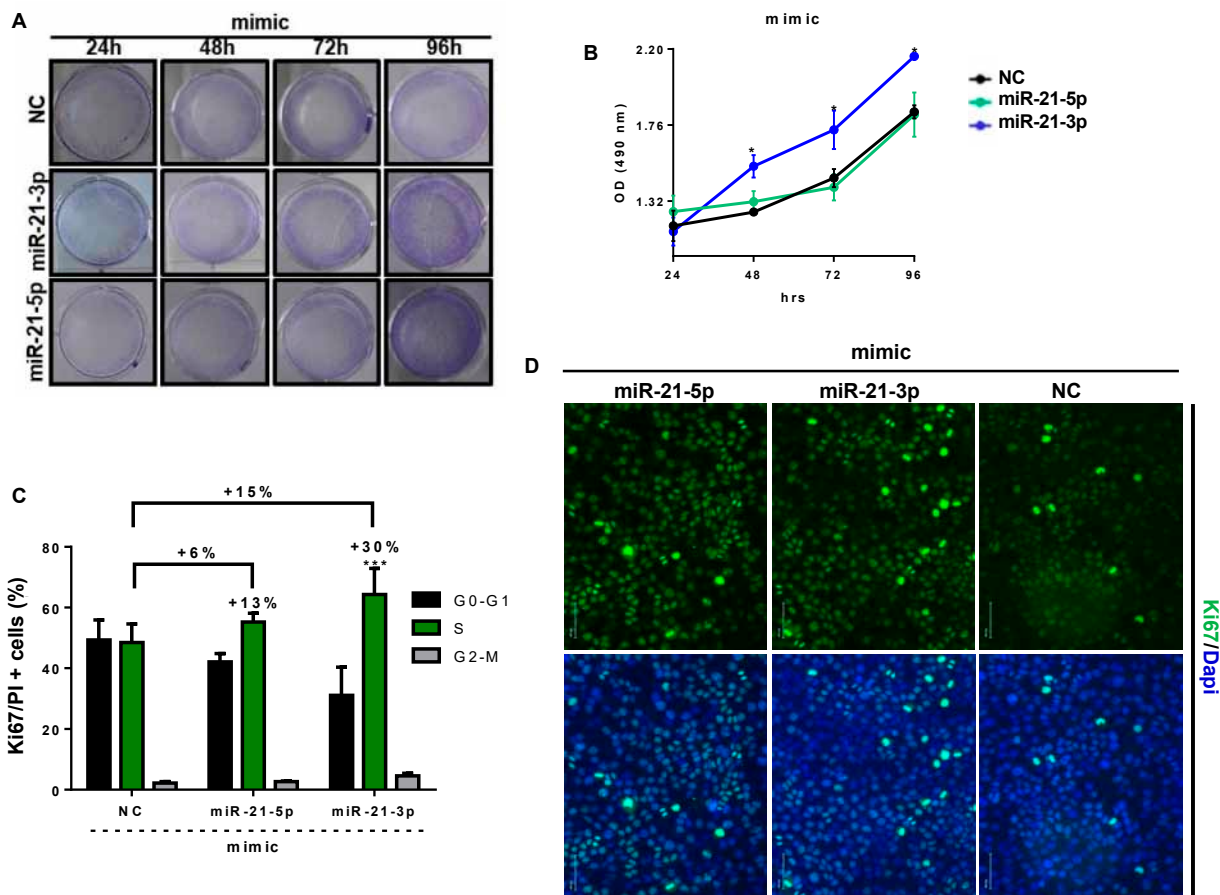 A
mimic
24h 48h 72h 96h
NC
miR-21-3p
miR-21-5p
B
mimic
2.20
1.76
1.32
OD (490 nm)
24 48 72 96
hrs
* * *
NC
miR-21-5p
miR-21-3p
C
+15%
+6%
+13%
+30%
***
Ki67/PI + cells (%)
80
60
40
20
0
NC miR-21-5p miR-21-3p
mimic
G0-G1
S
G2-M
D
mimic
miR-21-5p miR-21-3p NC
Ki67/Dapi